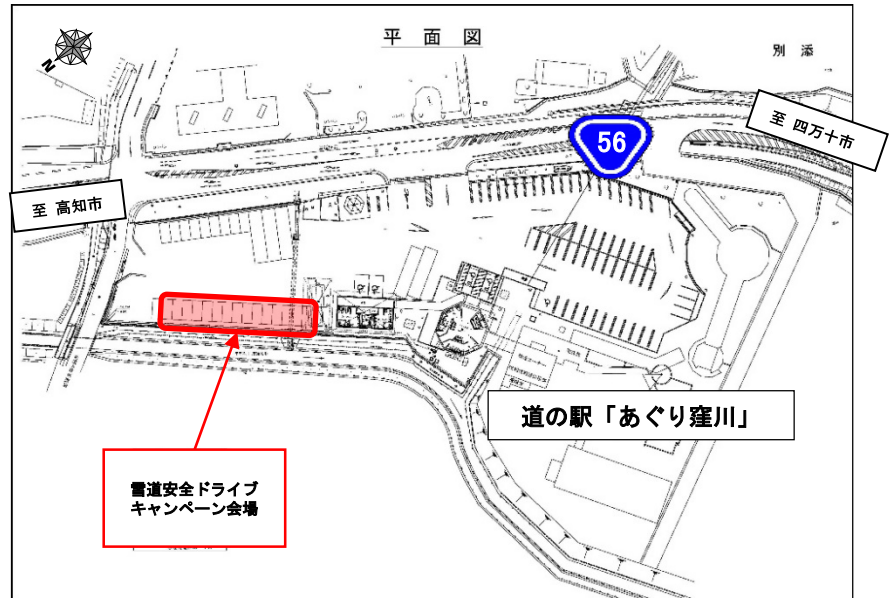 平面図
別添
N
56
至 四万十市
至 高知市
道の駅「あぐり窪川」
雪道安全ドライブ
キャンペーン会場